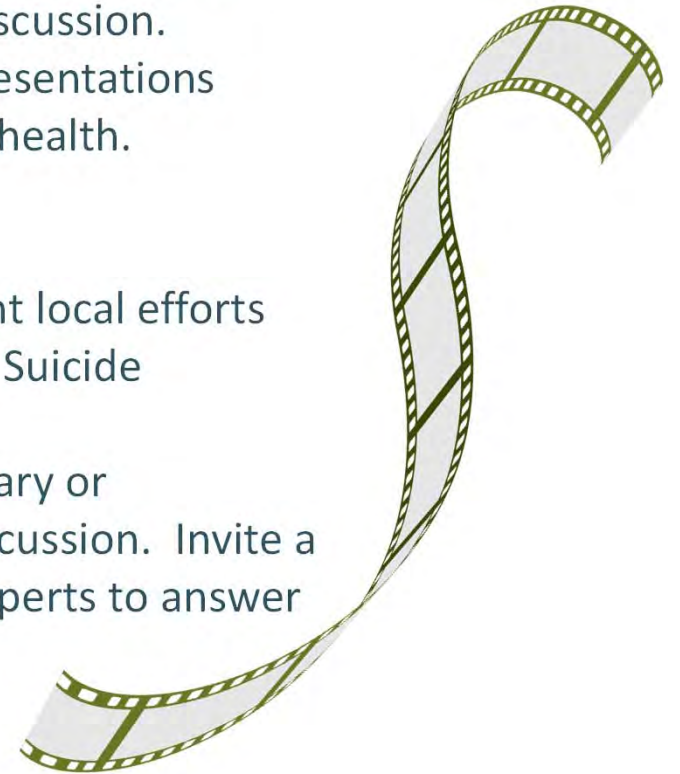 scussion.
esentations
health.
nt local efforts
Suicide
ary or
cussion.  Invite a
perts to answer